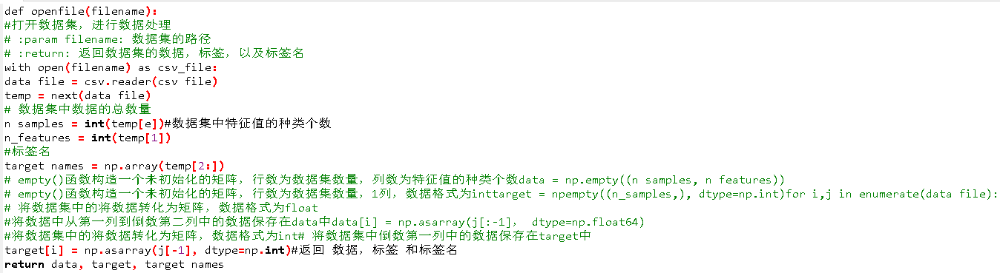 def openfile(filename):
#打开数据集，进行数据处理
# :param filename: 数据集的路径
# :return: 返回数据集的数据，标签，以及标签名
with open(filename) as csv_file:
data file = csv.reader(csv file)
temp = next(data file)
# 数据集中数据的总数量
n samples = int(temp[e])#数据集中特征值的种类个数
n_features = int(temp[1])
#标签名
target names = np.array(temp[2:])
# empty()函数构造一个未初始化的矩阵，行数为数据集数量，列数为特征值的种类个数data = np.empty((n samples, n features))
# empty()函数构造一个未初始化的矩阵，行数为数据集数量，1列，数据格式为inttarget = npempty((n_samples,), dtype=np.int)for i,j in enumerate(data file):
# 将数据集中的将数据转化为矩阵，数据格式为float
#将数据中从第一列到倒数第二列中的数据保存在data中data[i] = np.asarray(j[:-1]， dtype=np.float64)
#将数据集中的将数据转化为矩阵，数据格式为int# 将数据集中倒数第一列中的数据保存在target中
target[i] = np.asarray(j[-1], dtype=np.int)#返回 数据，标签 和标签名
return data, target, target names